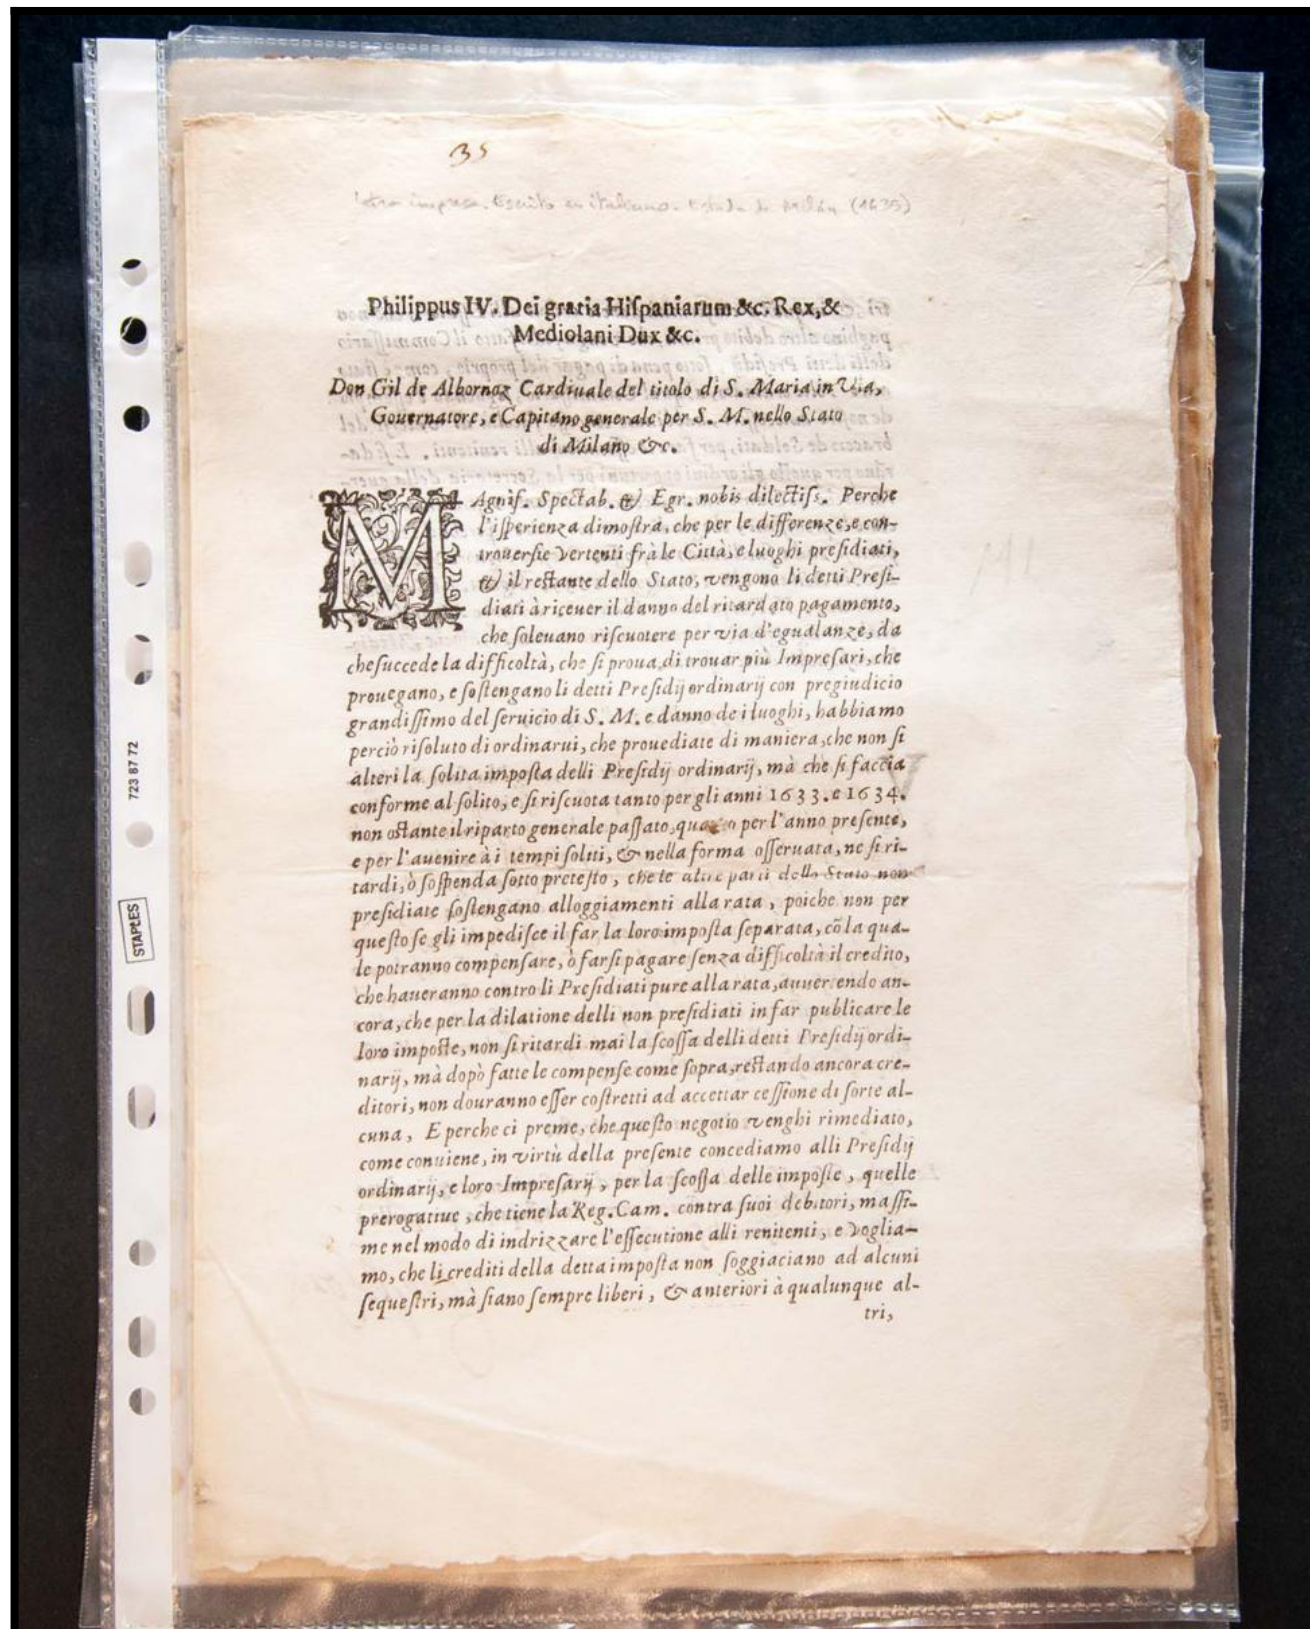 35
letra impresa. Escrito en italiano. Estado de Milán (1635)
Philippus IV. Dei gratia Hiſpaniarum &c. Rex, &
Mediolani Dux &c.
Don Gil de Albornoz Cardinale del titolo di S. Maria in Via,
Gouernatore, e Capitano generale per S. M. nello Stato
di Milano &c.
MAgniſ. Spectab. & Egr. nobis dilectiſs. Perche
l'iſperienza dimoſtra, che per le differenze, e con-
trouerſie vertenti frà le Città, e luoghi preſidiati,
& il reſtante dello Stato, vengono li detti Preſi-
diati à riceuer il danno del ritardato pagamento,
che ſoleuano riſcuotere per via d'egualanze, da
che ſuccede la difficoltà, che ſi proua di trouar più Impreſari, che
prouegano, e ſoſtengano li detti Preſidij ordinarij con pregiudicio
grandiſſimo del ſeruicio di S. M. e danno de i luoghi, habbiamo
perciò riſoluto di ordinarui, che prouediate di maniera, che non ſi
alteri la ſolita impoſta delli Preſidij ordinarij, mà che ſi faccia
conforme al ſolito, e ſi riſcuota tanto per gli anni 1633. e 1634.
non oſtante il riparto generale paſſato, quanto per l'anno preſente,
e per l'auenire à i tempi ſoliti, & nella forma oſſeruata, ne ſi ri-
tardi, ò ſoſpenda ſotto preteſto, che le altre parti dello Stato non
preſidiate ſoſtengano alloggiamenti alla rata, poiche non per
queſto ſe gli impediſce il far la loro impoſta ſeparata, cō la qua-
le potranno compenſare, ò farſi pagare ſenza difficoltà il credito,
che haueranno contro li Preſidiati pure alla rata, auuertendo an-
cora, che per la dilatione delli non preſidiati in far publicare le
loro impoſte, non ſi ritardi mai la ſcoſſa delli detti Preſidij ordi-
narij, mà dopò fatte le compenſe come ſopra, reſtando ancora cre-
ditori, non douranno eſſer coſtretti ad accettar ceſſione di ſorte al-
cuna, E perche ci preme, che queſto negotio venghi rimediato,
come conuiene, in virtù della preſente concediamo alli Preſidij
ordinarij, e loro Impreſarij, per la ſcoſſa delle impoſte, quelle
prerogatiue, che tiene la Reg. Cam. contra ſuoi debitori, maſſi-
me nel modo di indrizzare l'eſſecutione alli renitenti, e voglia-
mo, che li crediti della detta impoſta non ſoggiaciano ad alcuni
ſequeſtri, mà ſiano ſempre liberi, & anteriori à qualunque al-
tri,
723 87 72
STAPLES